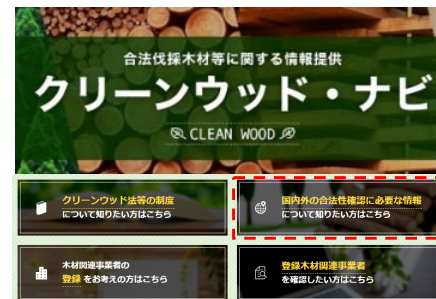 合法伐採木材等に関する情報提供
クリーンウッド・ナビ
CLEAN WOOD
クリーンウッド法等の制度
について知りたい方はこちら
国内外の合法性確認に必要な情報
について知りたい方はこちら
木材関連事業者の
登録 をお考えの方はこちら
登録木材関連事業者
を確認したい方はこちら